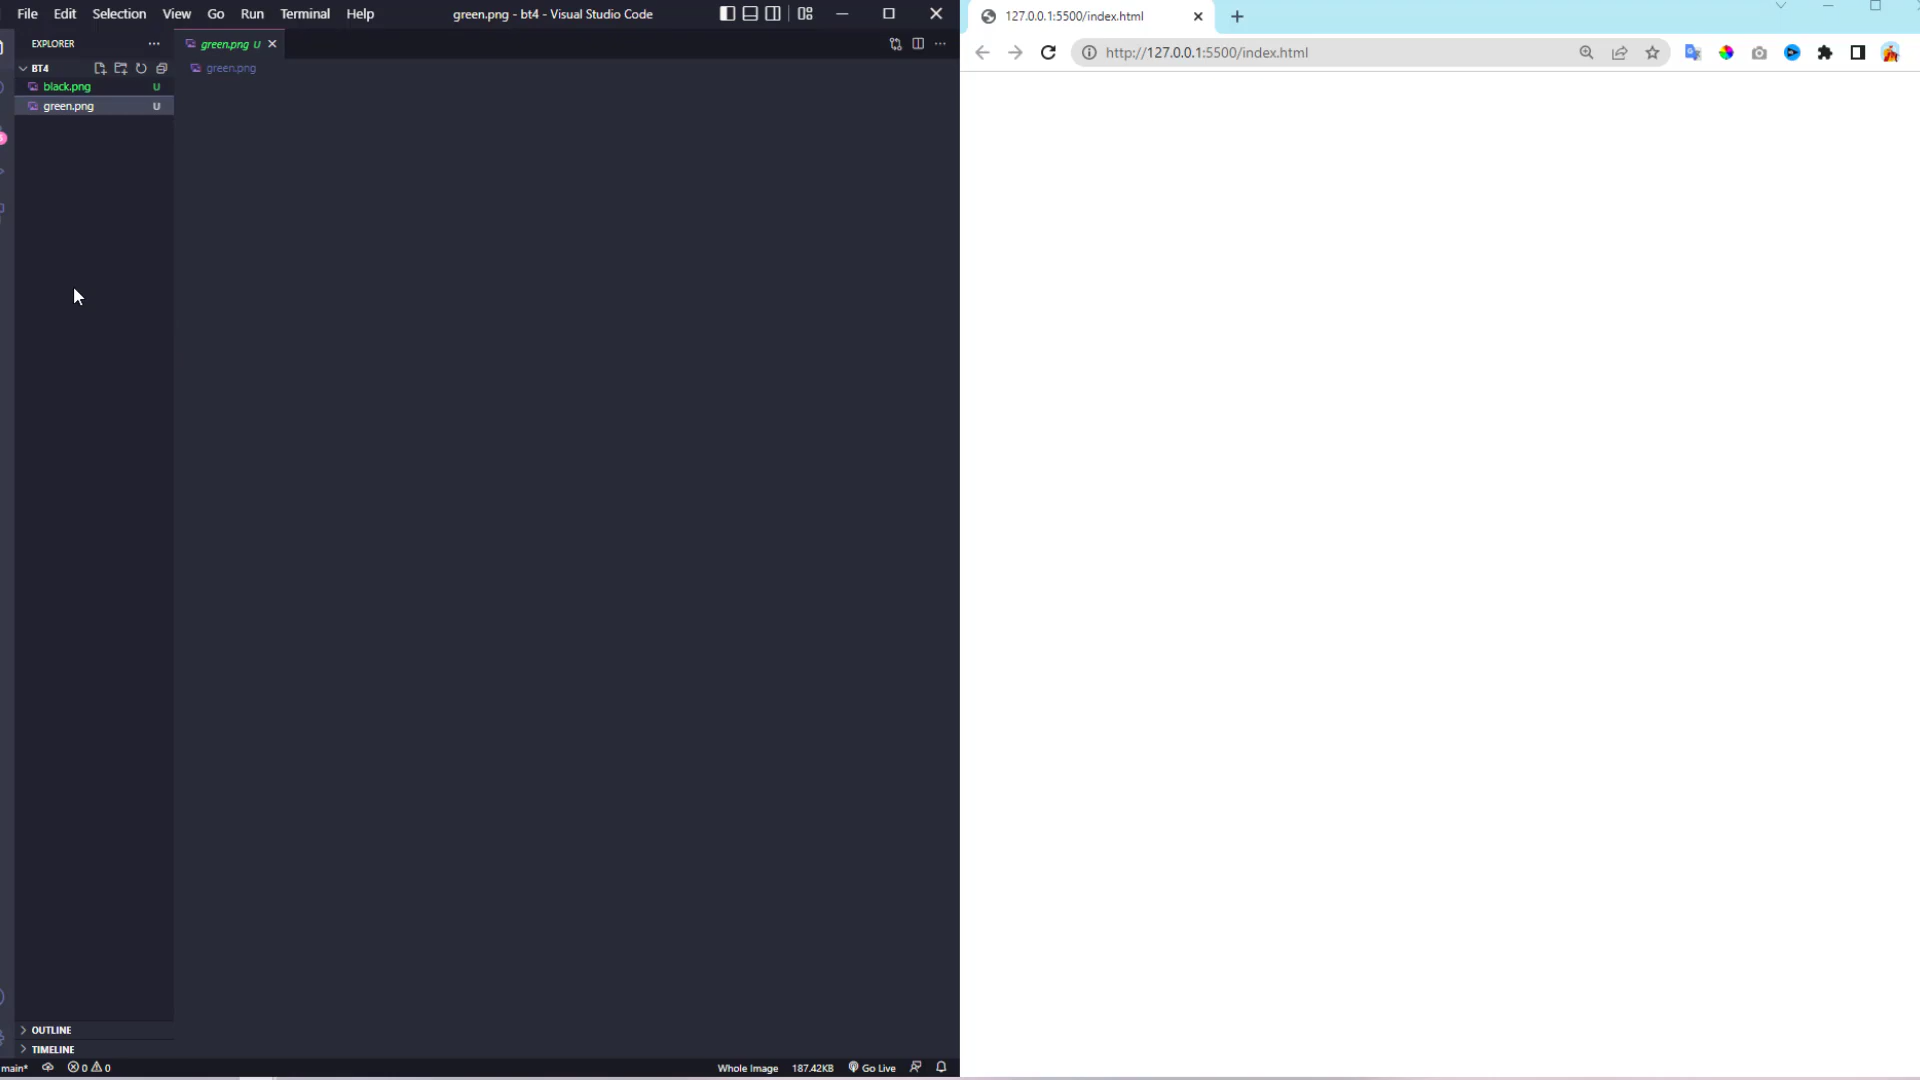 File Edit Selection View Go Run Terminal Help
green.png - bt4 - Visual Studio Code
EXPLORER
BT4
black.png U
green.png U
OUTLINE
TIMELINE
green.png U
green.png
main* 0 0
Whole Image 187.42KB Go Live
127.0.0.1:5500/index.html
http://127.0.0.1:5500/index.html